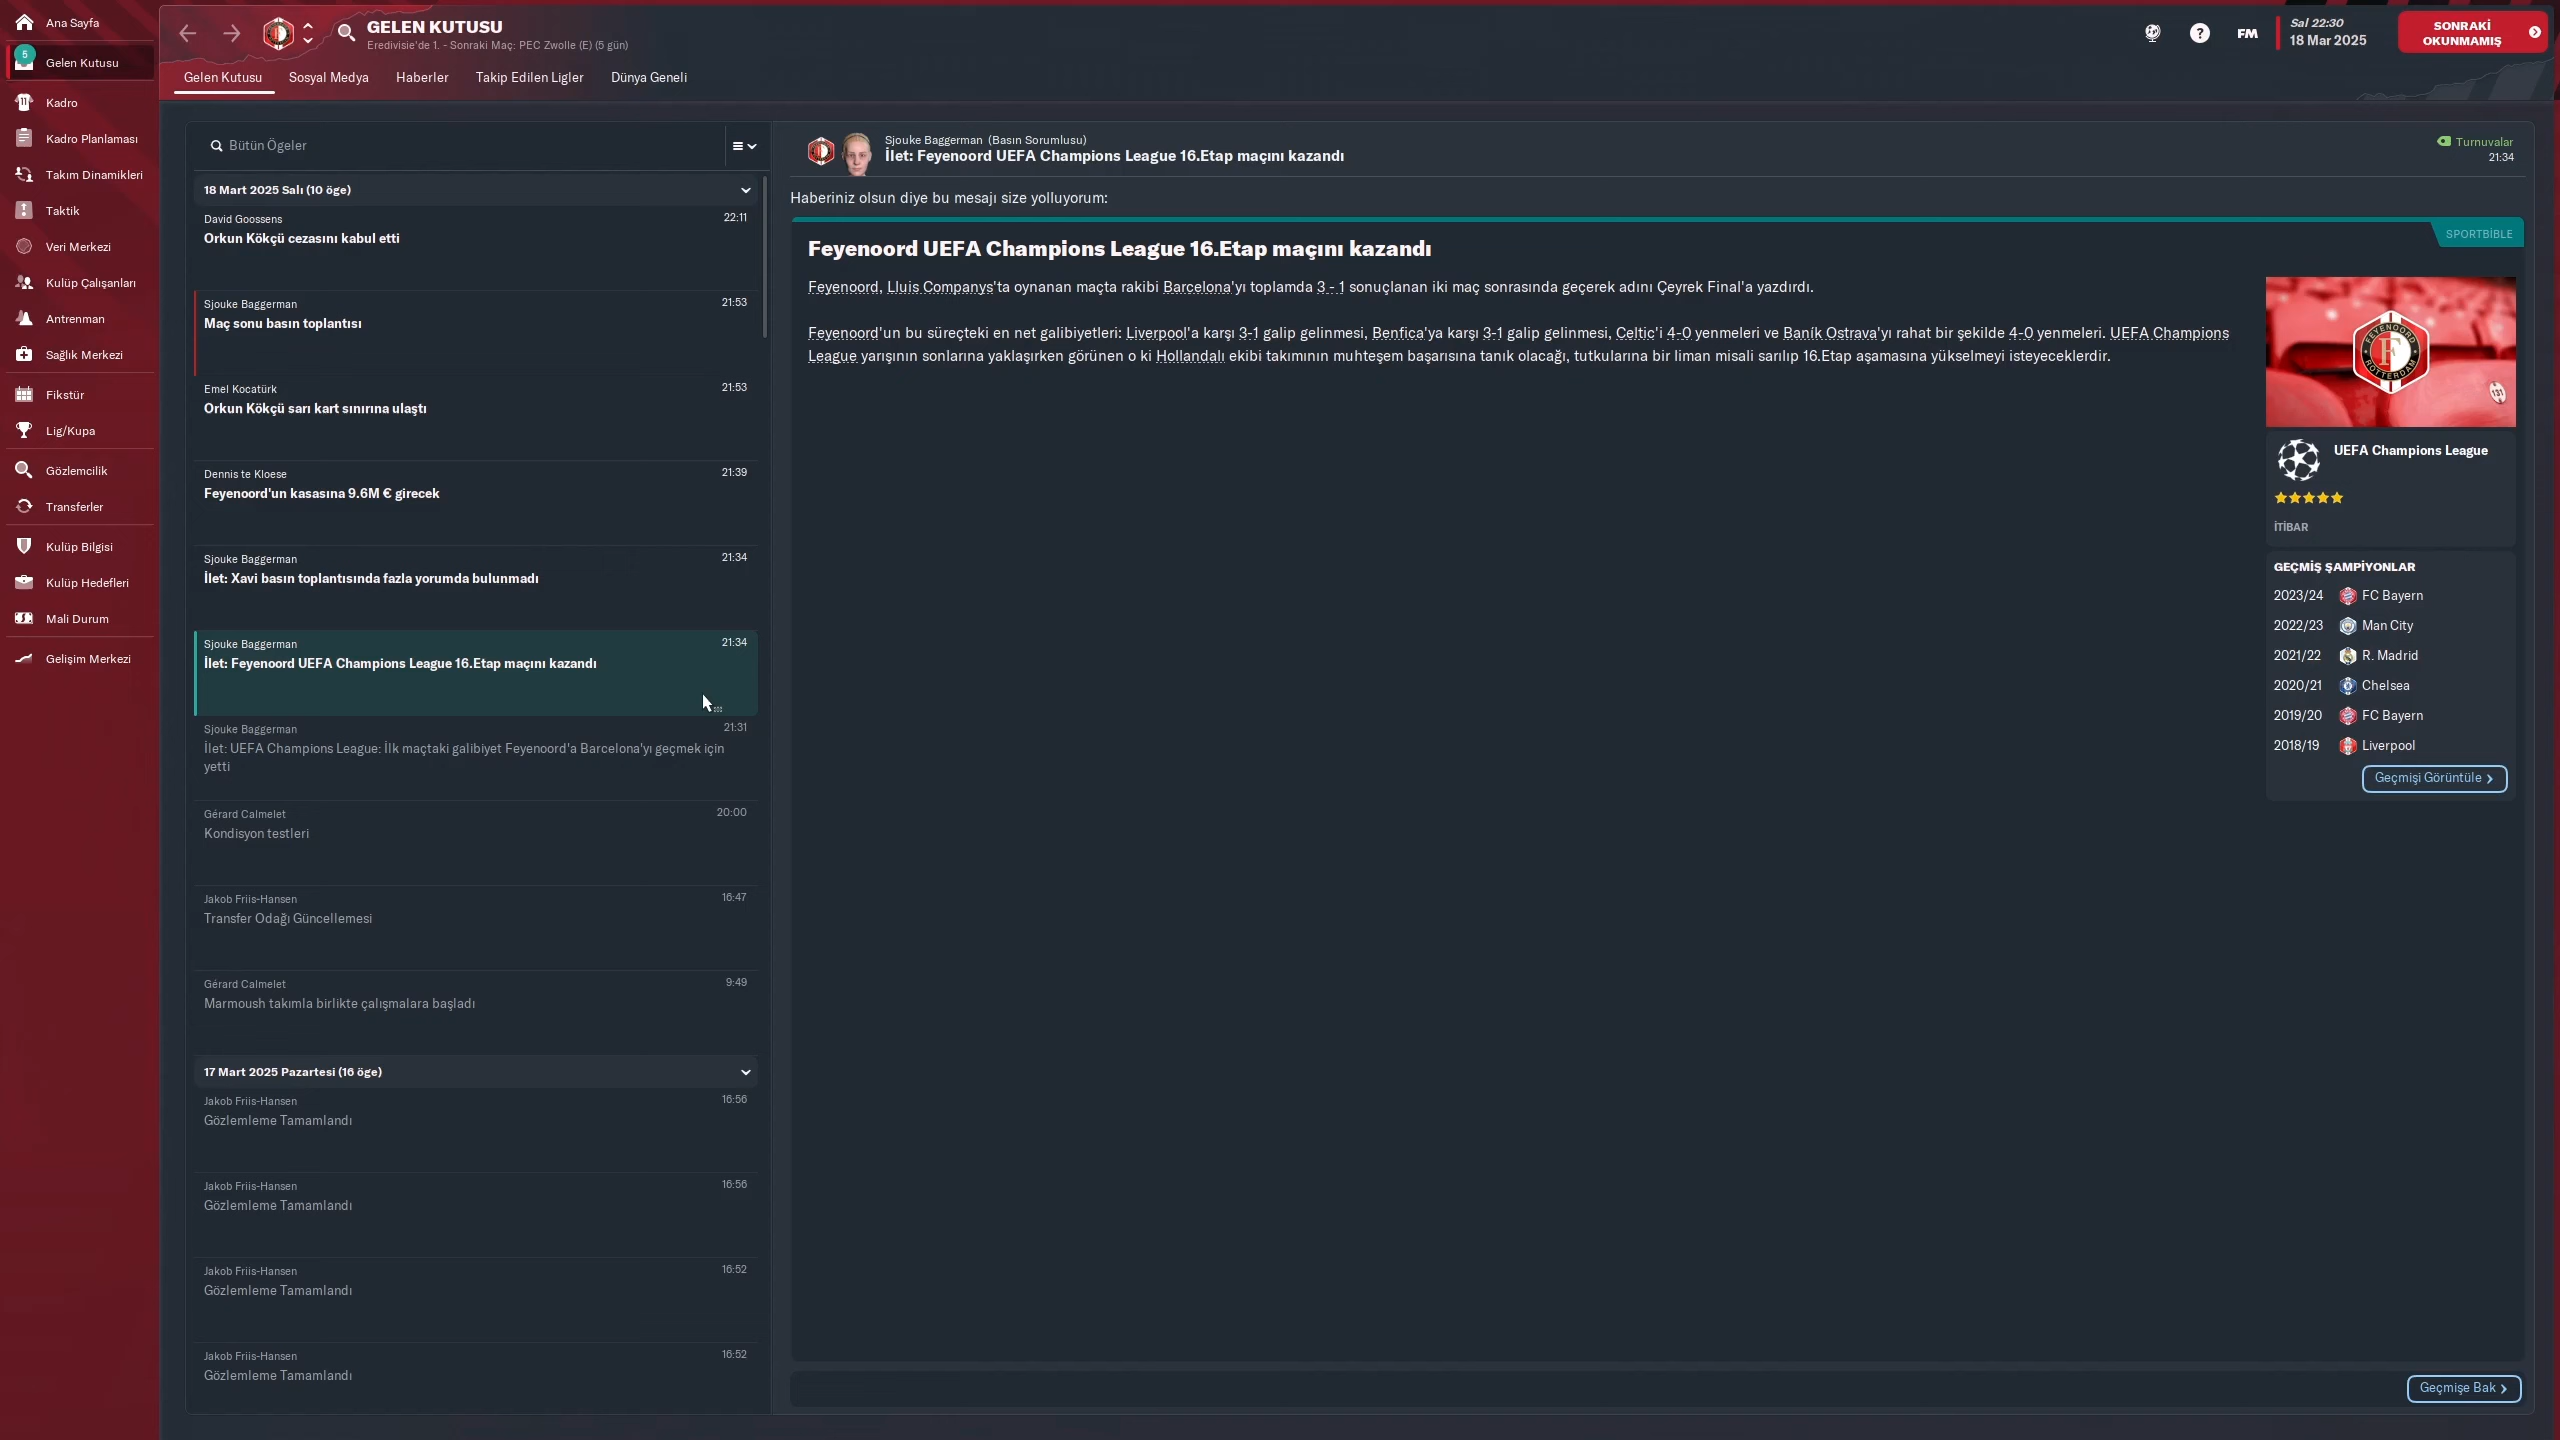 Ana Sayfa
5
Gelen Kutusu
Kadro
Kadro Planlaması
Takım Dinamikleri
Taktik
Veri Merkezi
Kulüp Çalışanları
Antrenman
Sağlık Merkezi
Fikstür
Lig/Kupa
Gözlemcilik
Transferler
Kulüp Bilgisi
Kulüp Hedefleri
Mali Durum
Gelişim Merkezi
GELEN KUTUSU
Eredivisie'de 1. - Sonraki Maç: PEC Zwolle (E) (5 gün)
FM
Sal 22:30
18 Mar 2025
SONRAKİ
OKUNMAMIŞ
Gelen Kutusu
Sosyal Medya
Haberler
Takip Edilen Ligler
Dünya Geneli
Bütün Ögeler
18 Mart 2025 Salı (10 öge)
David Goossens 22:11
Orkun Kökçü cezasını kabul etti
Sjouke Baggerman 21:53
Maç sonu basın toplantısı
Emel Kocatürk 21:53
Orkun Kökçü sarı kart sınırına ulaştı
Dennis te Kloese 21:39
Feyenoord'un kasasına 9.6M € girecek
Sjouke Baggerman 21:34
İlet: Xavi basın toplantısında fazla yorumda bulunmadı
Sjouke Baggerman 21:34
İlet: Feyenoord UEFA Champions League 16.Etap maçını kazandı
Sjouke Baggerman 21:31
İlet: UEFA Champions League: İlk maçtaki galibiyet Feyenoord'a Barcelona'yı geçmek için
yetti
Gérard Calmelet 20:00
Kondisyon testleri
Jakob Friis-Hansen 16:47
Transfer Odağı Güncellemesi
Gérard Calmelet 9:49
Marmoush takımla birlikte çalışmalara başladı
17 Mart 2025 Pazartesi (16 öge)
Jakob Friis-Hansen 16:56
Gözlemleme Tamamlandı
Jakob Friis-Hansen 16:56
Gözlemleme Tamamlandı
Jakob Friis-Hansen 16:52
Gözlemleme Tamamlandı
Jakob Friis-Hansen 16:52
Gözlemleme Tamamlandı
Sjouke Baggerman (Basın Sorumlusu)
İlet: Feyenoord UEFA Champions League 16.Etap maçını kazandı
Turnuvalar
21:34
Haberiniz olsun diye bu mesajı size yolluyorum:
SPORTBİBLE
Feyenoord UEFA Champions League 16.Etap maçını kazandı
Feyenoord, Lluis Companys'ta oynanan maçta rakibi Barcelona'yı toplamda 3 - 1 sonuçlanan iki maç sonrasında geçerek adını Çeyrek Final'a yazdırdı.
Feyenoord'un bu süreçteki en net galibiyetleri: Liverpool'a karşı 3-1 galip gelinmesi, Benfica'ya karşı 3-1 galip gelinmesi, Celtic'i 4-0 yenmeleri ve Baník Ostrava'yı rahat bir şekilde 4-0 yenmeleri. UEFA Champions
League yarışının sonlarına yaklaşırken görünen o ki Hollandalı ekibi takımının muhteşem başarısına tanık olacağı, tutkularına bir liman misali sarılıp 16.Etap aşamasına yükselmeyi isteyeceklerdir.
FEYENOORD
ROTTERDAM
131
UEFA Champions League
İTİBAR
GEÇMİŞ ŞAMPİYONLAR
2023/24 FC Bayern
2022/23 Man City
2021/22 R. Madrid
2020/21 Chelsea
2019/20 FC Bayern
2018/19 Liverpool
Geçmişi Görüntüle
Geçmişe Bak